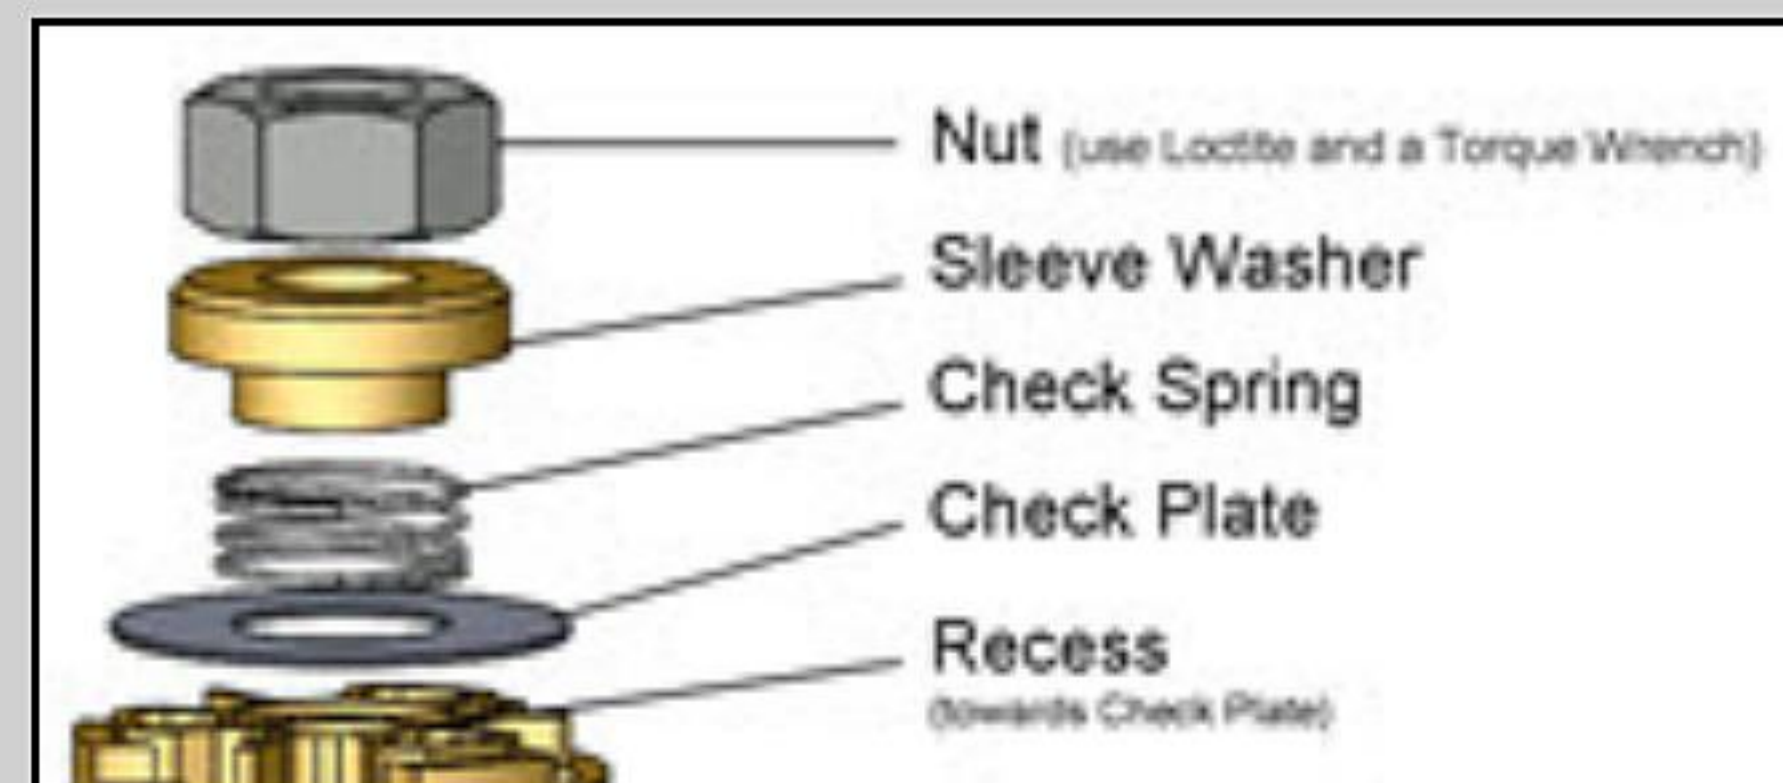 Nut (use Loctite and a Torque Wrench)
Sleeve Washer
Check Spring
Check Plate
Recess
(towards Check Plate)